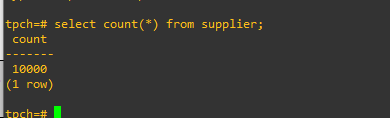 tpch=# select count(*) from supplier;
count
-------
10000
(1 row)
tpch=#